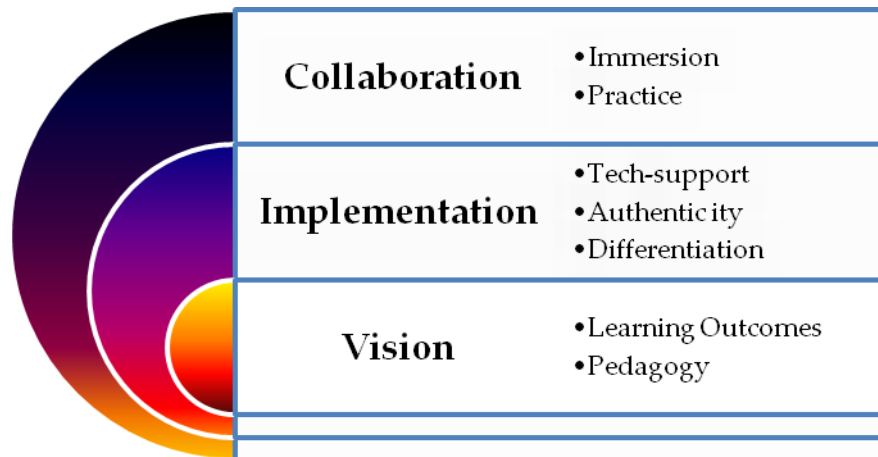 Collaboration
•Immersion
•Practice
Implementation
•Tech-support
•Authentic ity
•Differentiation
Vision
•Learning Outcomes
•Pedagogy